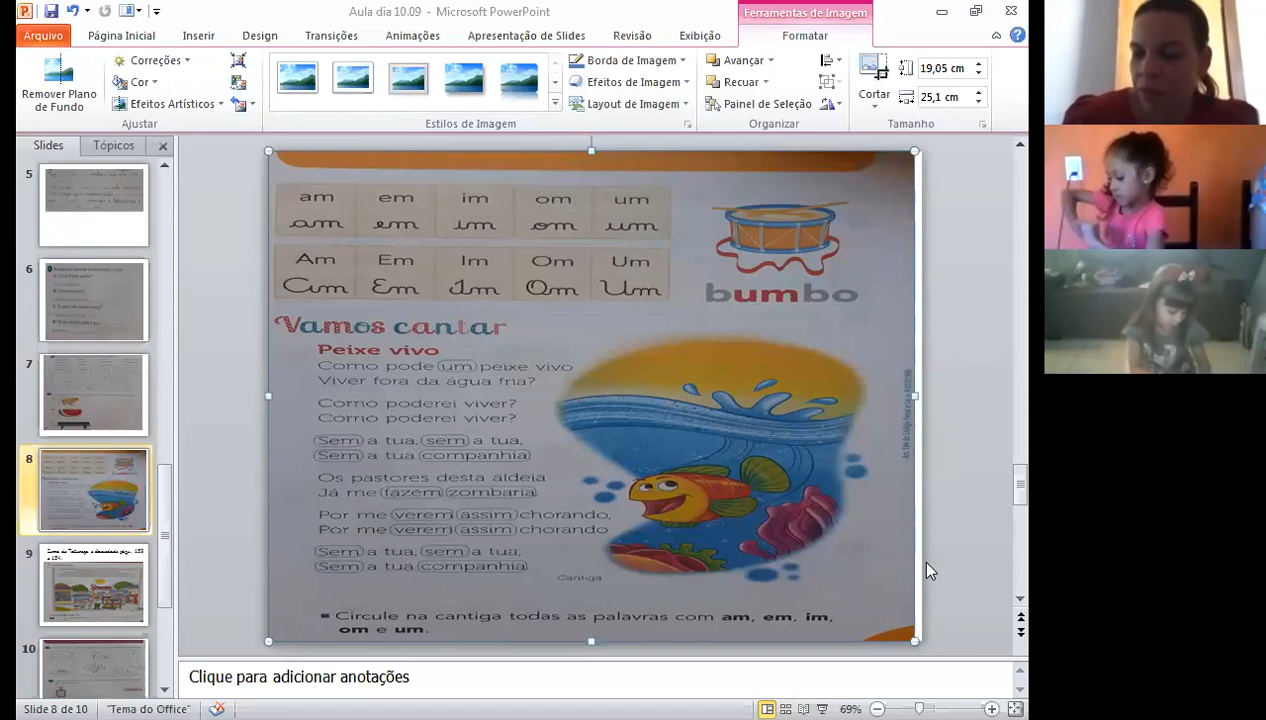 Aula dia 10.09 - Microsoft PowerPoint
Ferramentas de Imagem
Arquivo Página Inicial Inserir Design Transições Animações Apresentação de Slides Revisão Exibição Formatar
Remover Plano de Fundo
Correções
Cor
Efeitos Artísticos
Ajustar
Borda de Imagem
Efeitos de Imagem
Layout de Imagem
Estilos de Imagem
Avançar
Recuar
Painel de Seleção
Organizar
Cortar
19,05 cm
25,1 cm
Tamanho
Slides Tópicos
5
6
7
8
9
10
am em im om um
am em im om um
Am Em Im Om Um
Am Em Im Om Um
bumbo
Vamos cantar
Peixe vivo
Como pode um peixe vivo
Viver fora da água fria?
Como poderei viver?
Como poderei viver?
Sem a tua, sem a tua,
Sem a tua companhia
Os pastores desta aldeia
Já me fazem zombaria
Por me verem assim chorando,
Por me verem assim chorando
Sem a tua, sem a tua,
Sem a tua companhia.
Cantiga
Circule na cantiga todas as palavras com am, em, im,
om e um.
Clique para adicionar anotações
Slide 8 de 10 "Tema do Office" 69%